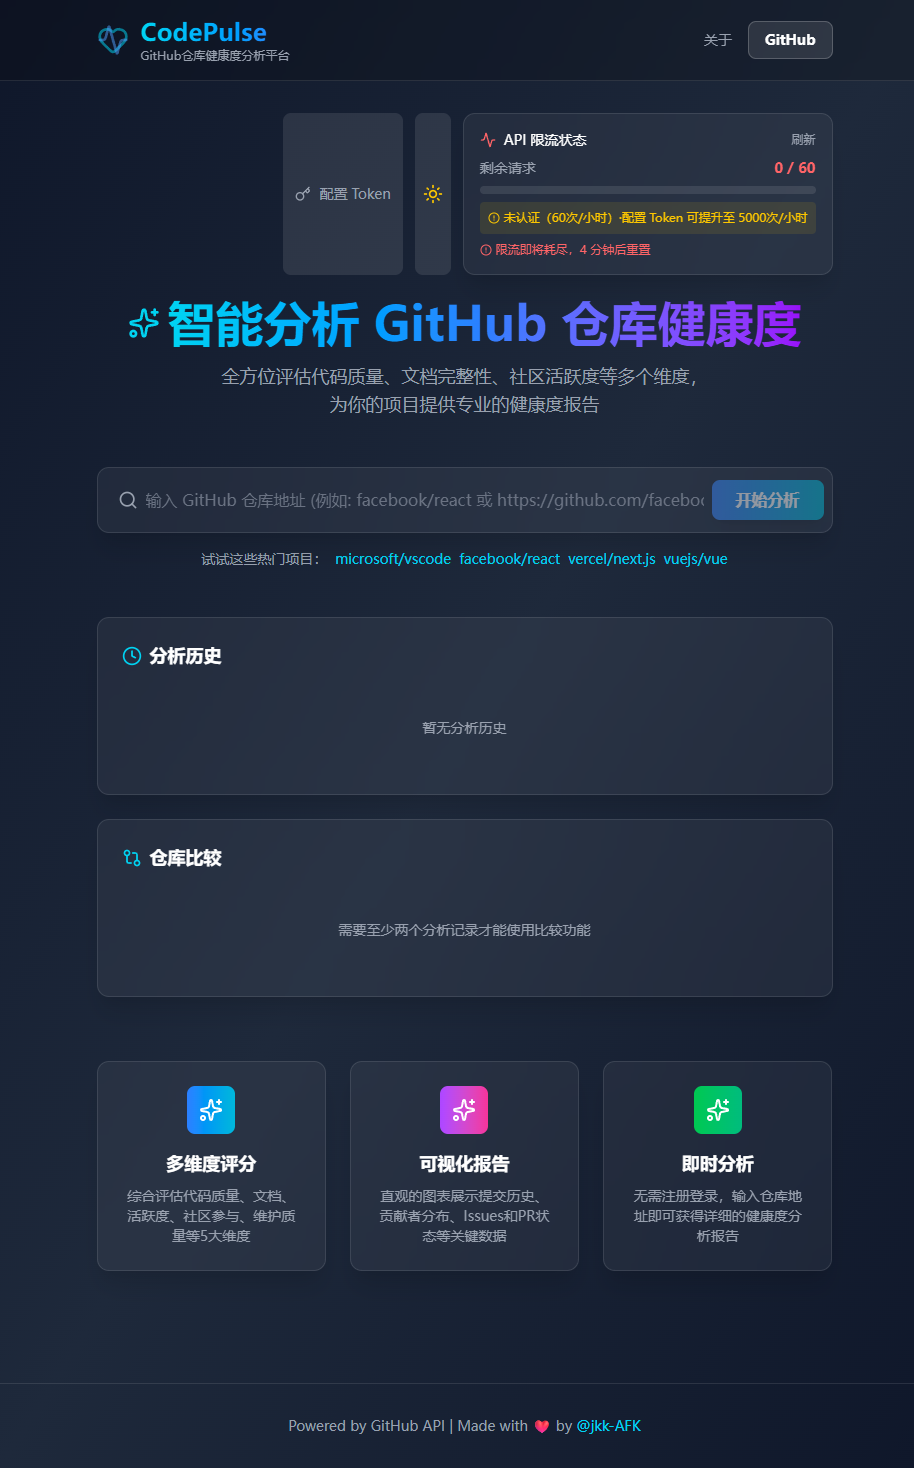 CodePulse
GitHub仓库健康度分析平台
关于
GitHub
配置 Token
API 限流状态
刷新
剩余请求
0 / 60
未认证（60次/小时）·配置 Token 可提升至 5000次/小时
限流即将耗尽，4 分钟后重置
智能分析 GitHub 仓库健康度
全方位评估代码质量、文档完整性、社区活跃度等多个维度，
为你的项目提供专业的健康度报告
输入 GitHub 仓库地址 (例如: facebook/react 或 https://github.com/faceboo
开始分析
试试这些热门项目：
microsoft/vscode facebook/react vercel/next.js vuejs/vue
分析历史
暂无分析历史
仓库比较
需要至少两个分析记录才能使用比较功能
多维度评分
综合评估代码质量、文档、
活跃度、社区参与、维护质
量等5大维度
可视化报告
直观的图表展示提交历史、
贡献者分布、Issues和PR状
态等关键数据
即时分析
无需注册登录，输入仓库地
址即可获得详细的健康度分
析报告
Powered by GitHub API | Made with ❤️ by @jkk-AFK